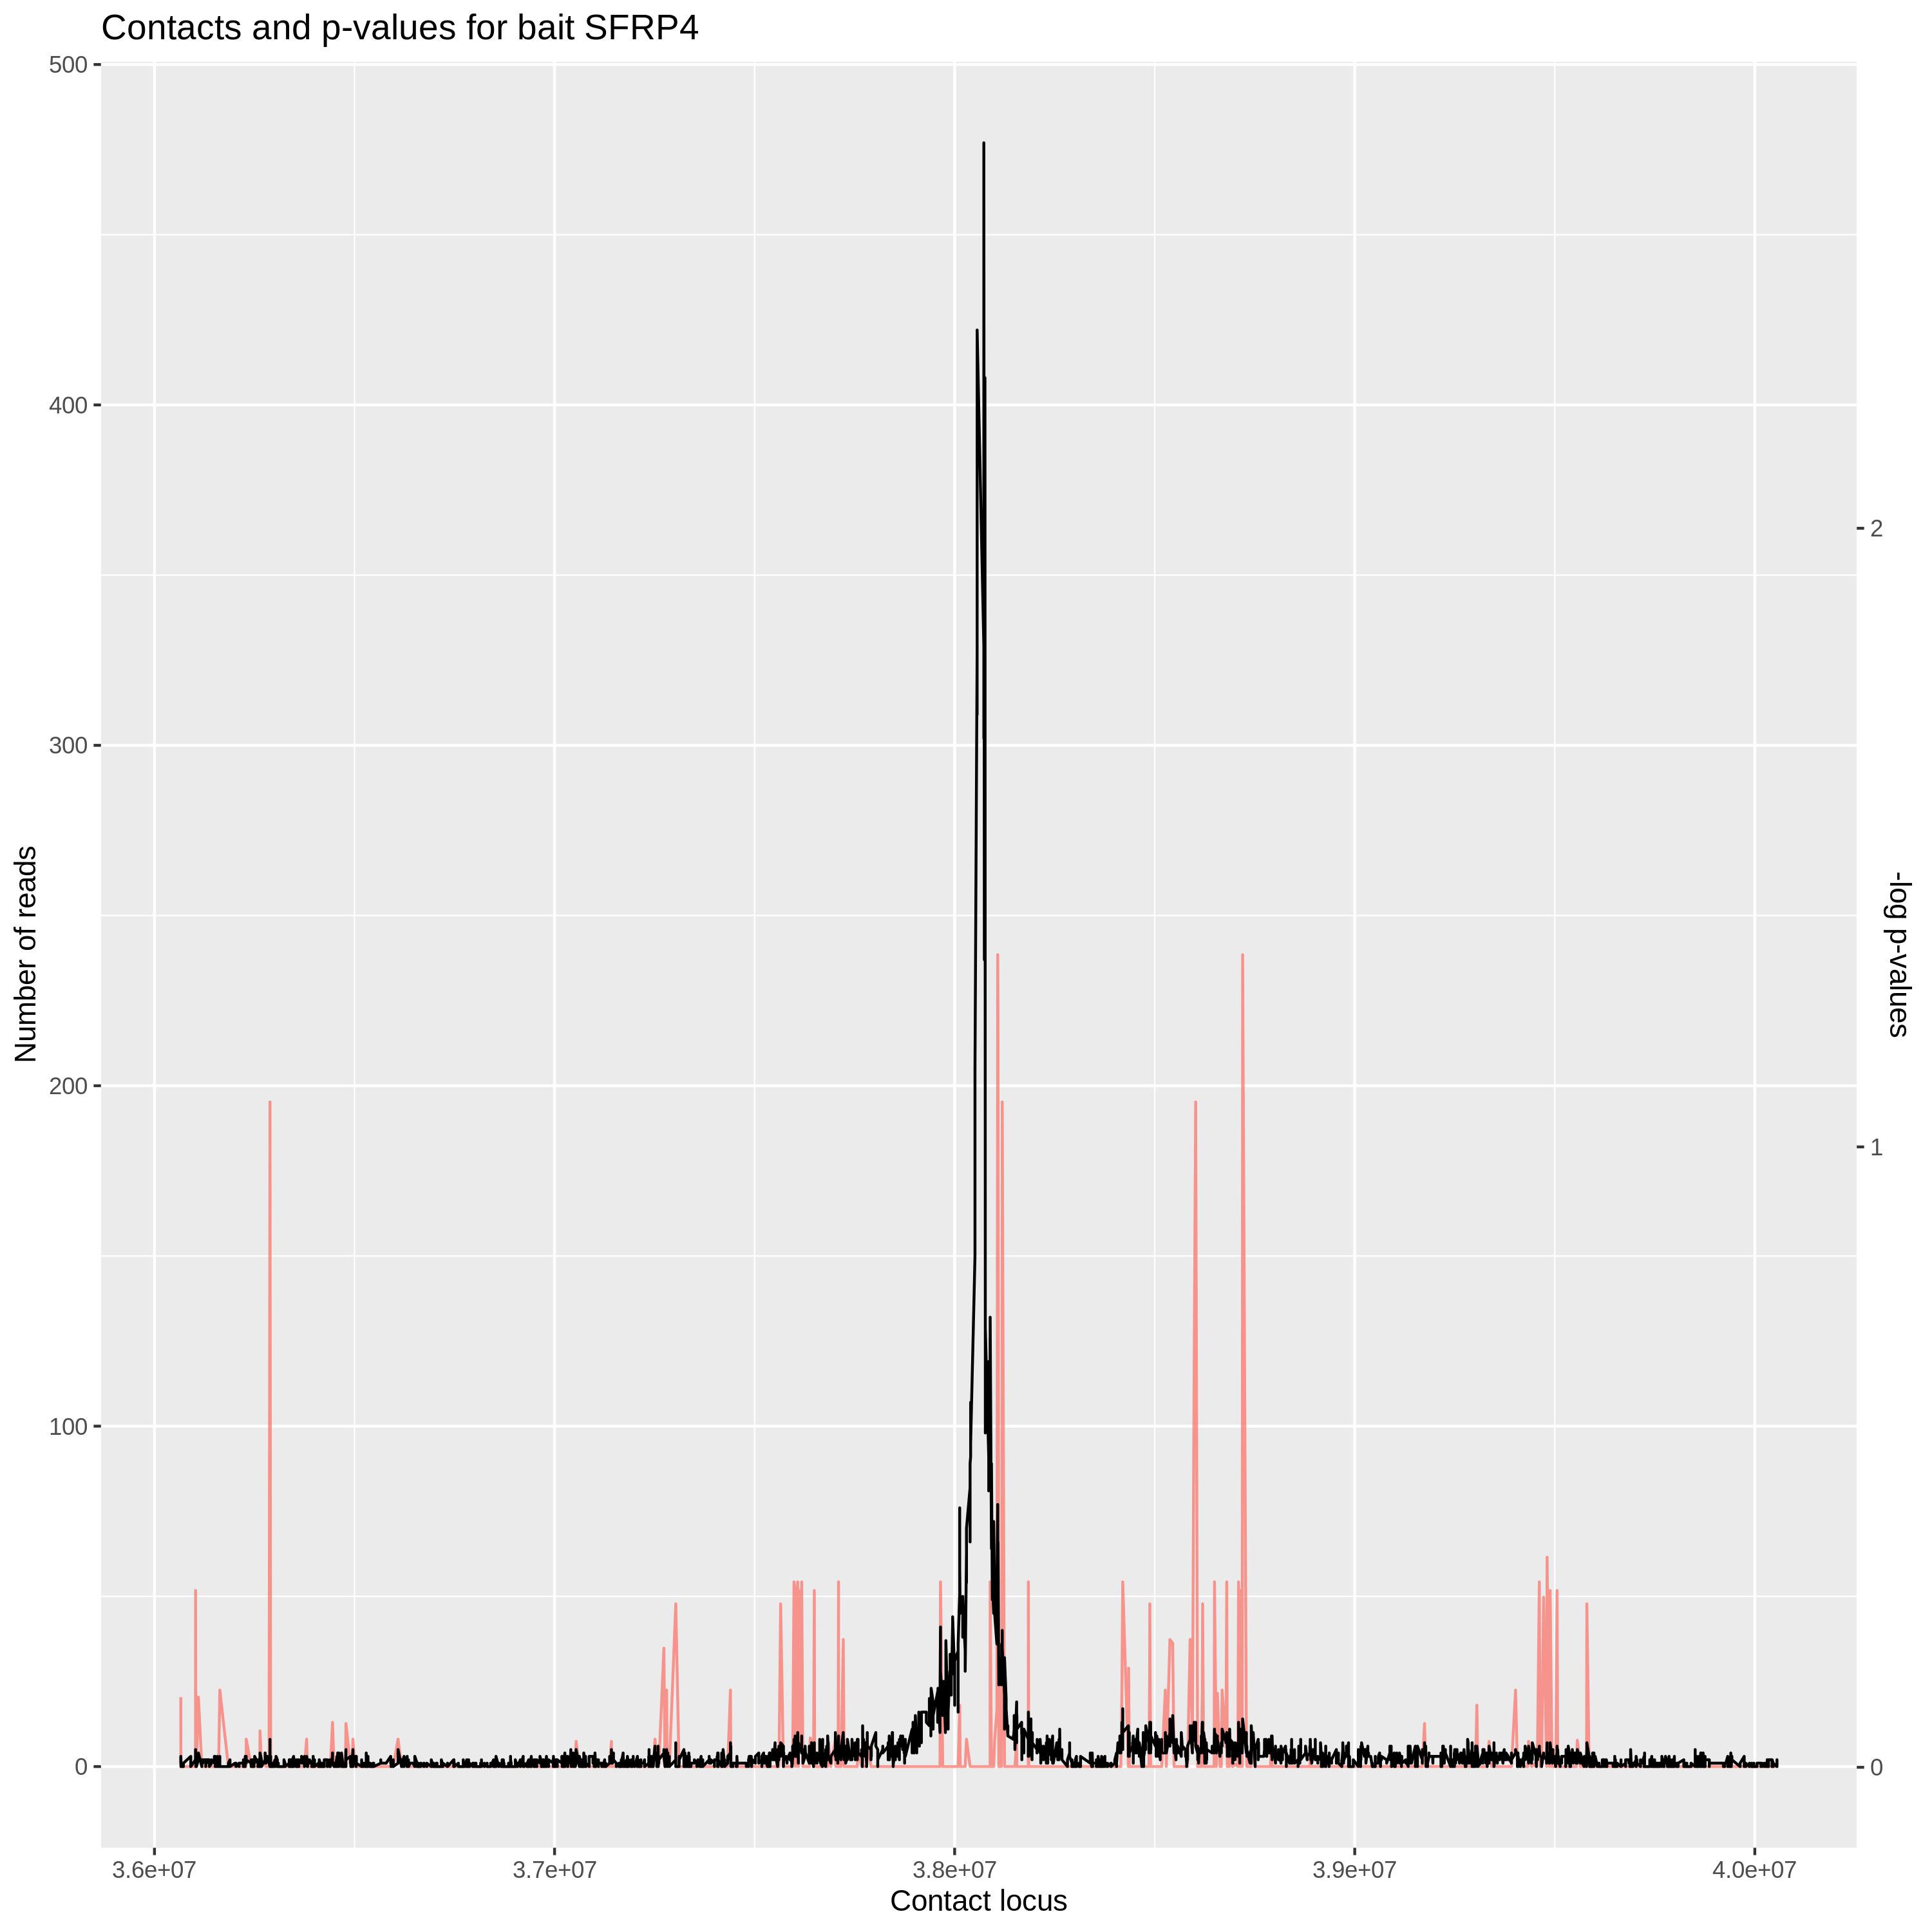 Contacts and p-values for bait SFRP4
500
400
300
200
100
0
Number of reads
2
1
0
-log p-values
3.6e+07 3.7e+07 3.8e+07 3.9e+07 4.0e+07
Contact locus